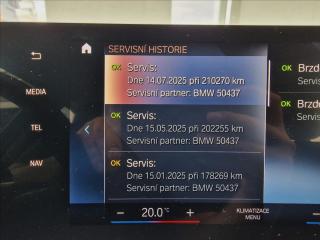 SERVISNÍ HISTORIE
OK Servis:
Dne 14.07.2025 při 210270 km
Servisní partner: BMW 50437
OK Servis:
Dne 15.05.2025 při 202255 km
Servisní partner: BMW 50437
OK Servis:
Dne 15.01.2025 při 178269 km
Servisní partner: BMW 50437
OK Brzdo
Servis
OK Brzdo
Servis
MEDIA
TEL
NAV
− 20.0 °C +
KLIMATIZACE
MENU